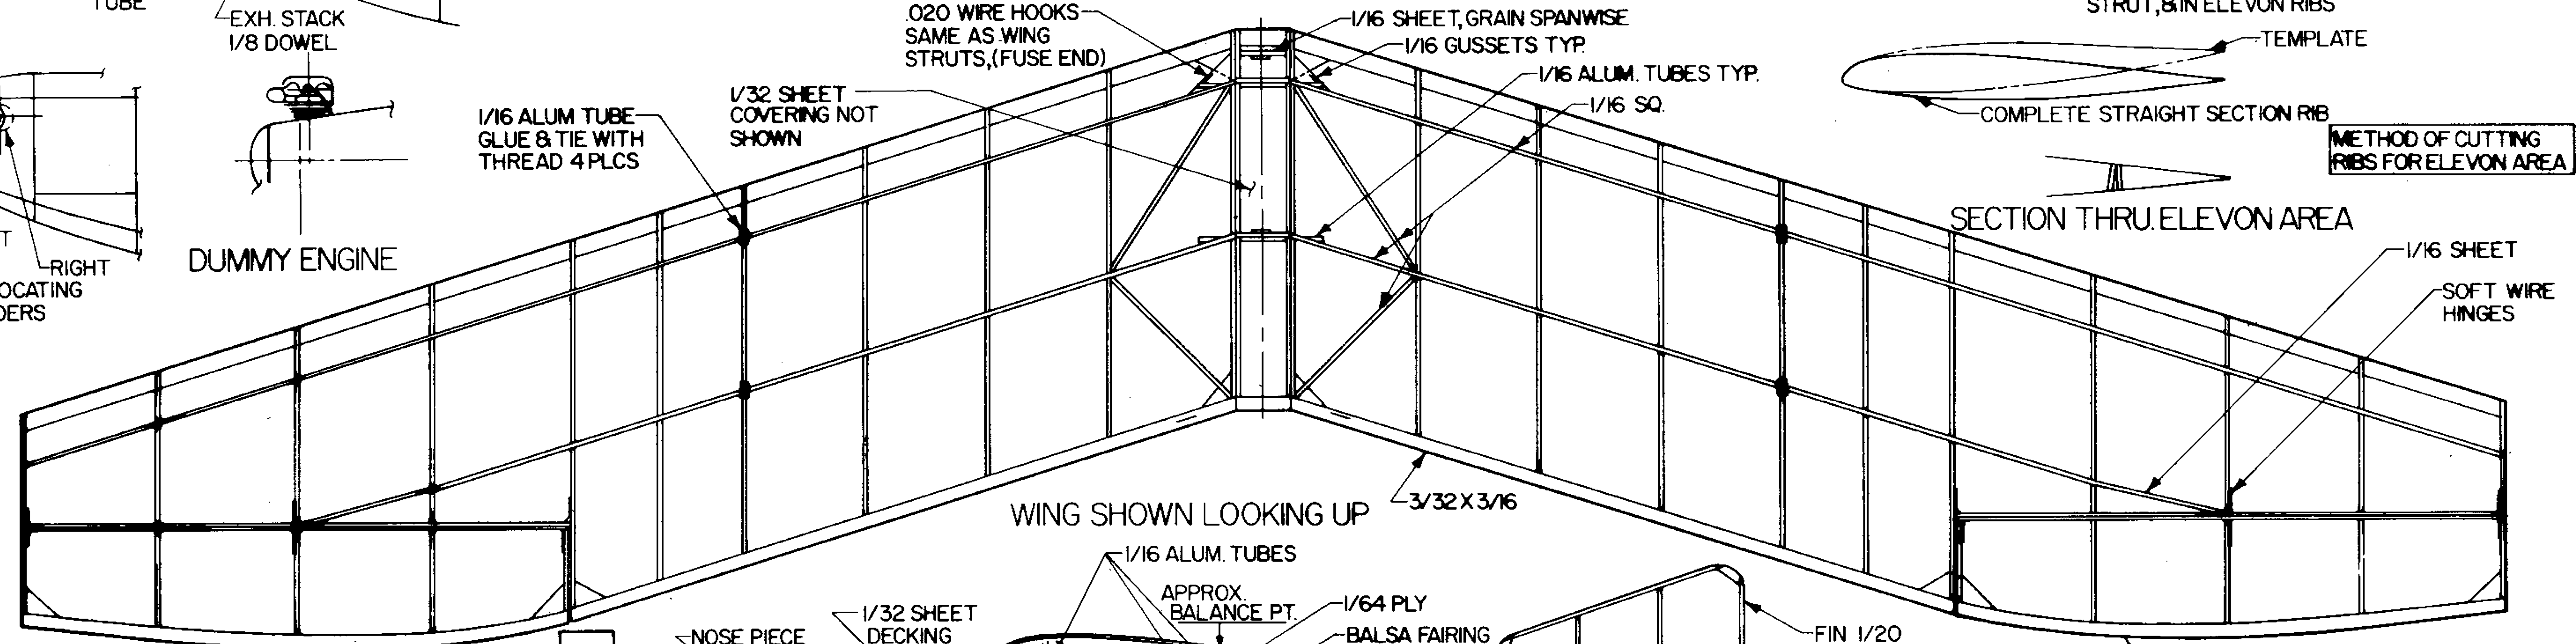 TUBE
EXH. STACK
1/8 DOWEL
.020 WIRE HOOKS
SAME AS WING
STRUTS,(FUSE END)
1/16 SHEET, GRAIN SPANWISE
1/16 GUSSETS TYP.
1/16 ALUM. TUBES TYP.
1/16 SQ.
STRUT, & IN ELEVON RIBS
TEMPLATE
COMPLETE STRAIGHT SECTION RIB
METHOD OF CUTTING
RIBS FOR ELEVON AREA
1/32 SHEET
COVERING NOT
SHOWN
1/16 ALUM TUBE
GLUE & TIE WITH
THREAD 4 PLCS
SECTION THRU. ELEVON AREA
DUMMY ENGINE
T
RIGHT
OCATING
DERS
1/16 SHEET
SOFT WIRE
HINGES
3/32 X 3/16
WING SHOWN LOOKING UP
1/16 ALUM. TUBES
APPROX.
BALANCE PT.
1/64 PLY
BALSA FAIRING
1/32 SHEET
DECKING
NOSE PIECE
FIN 1/20